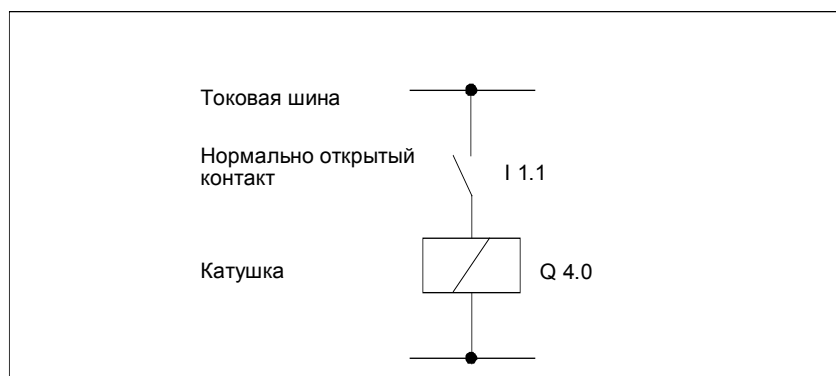 Токовая шина
Нормально открытый
контакт
I 1.1
Катушка
Q 4.0